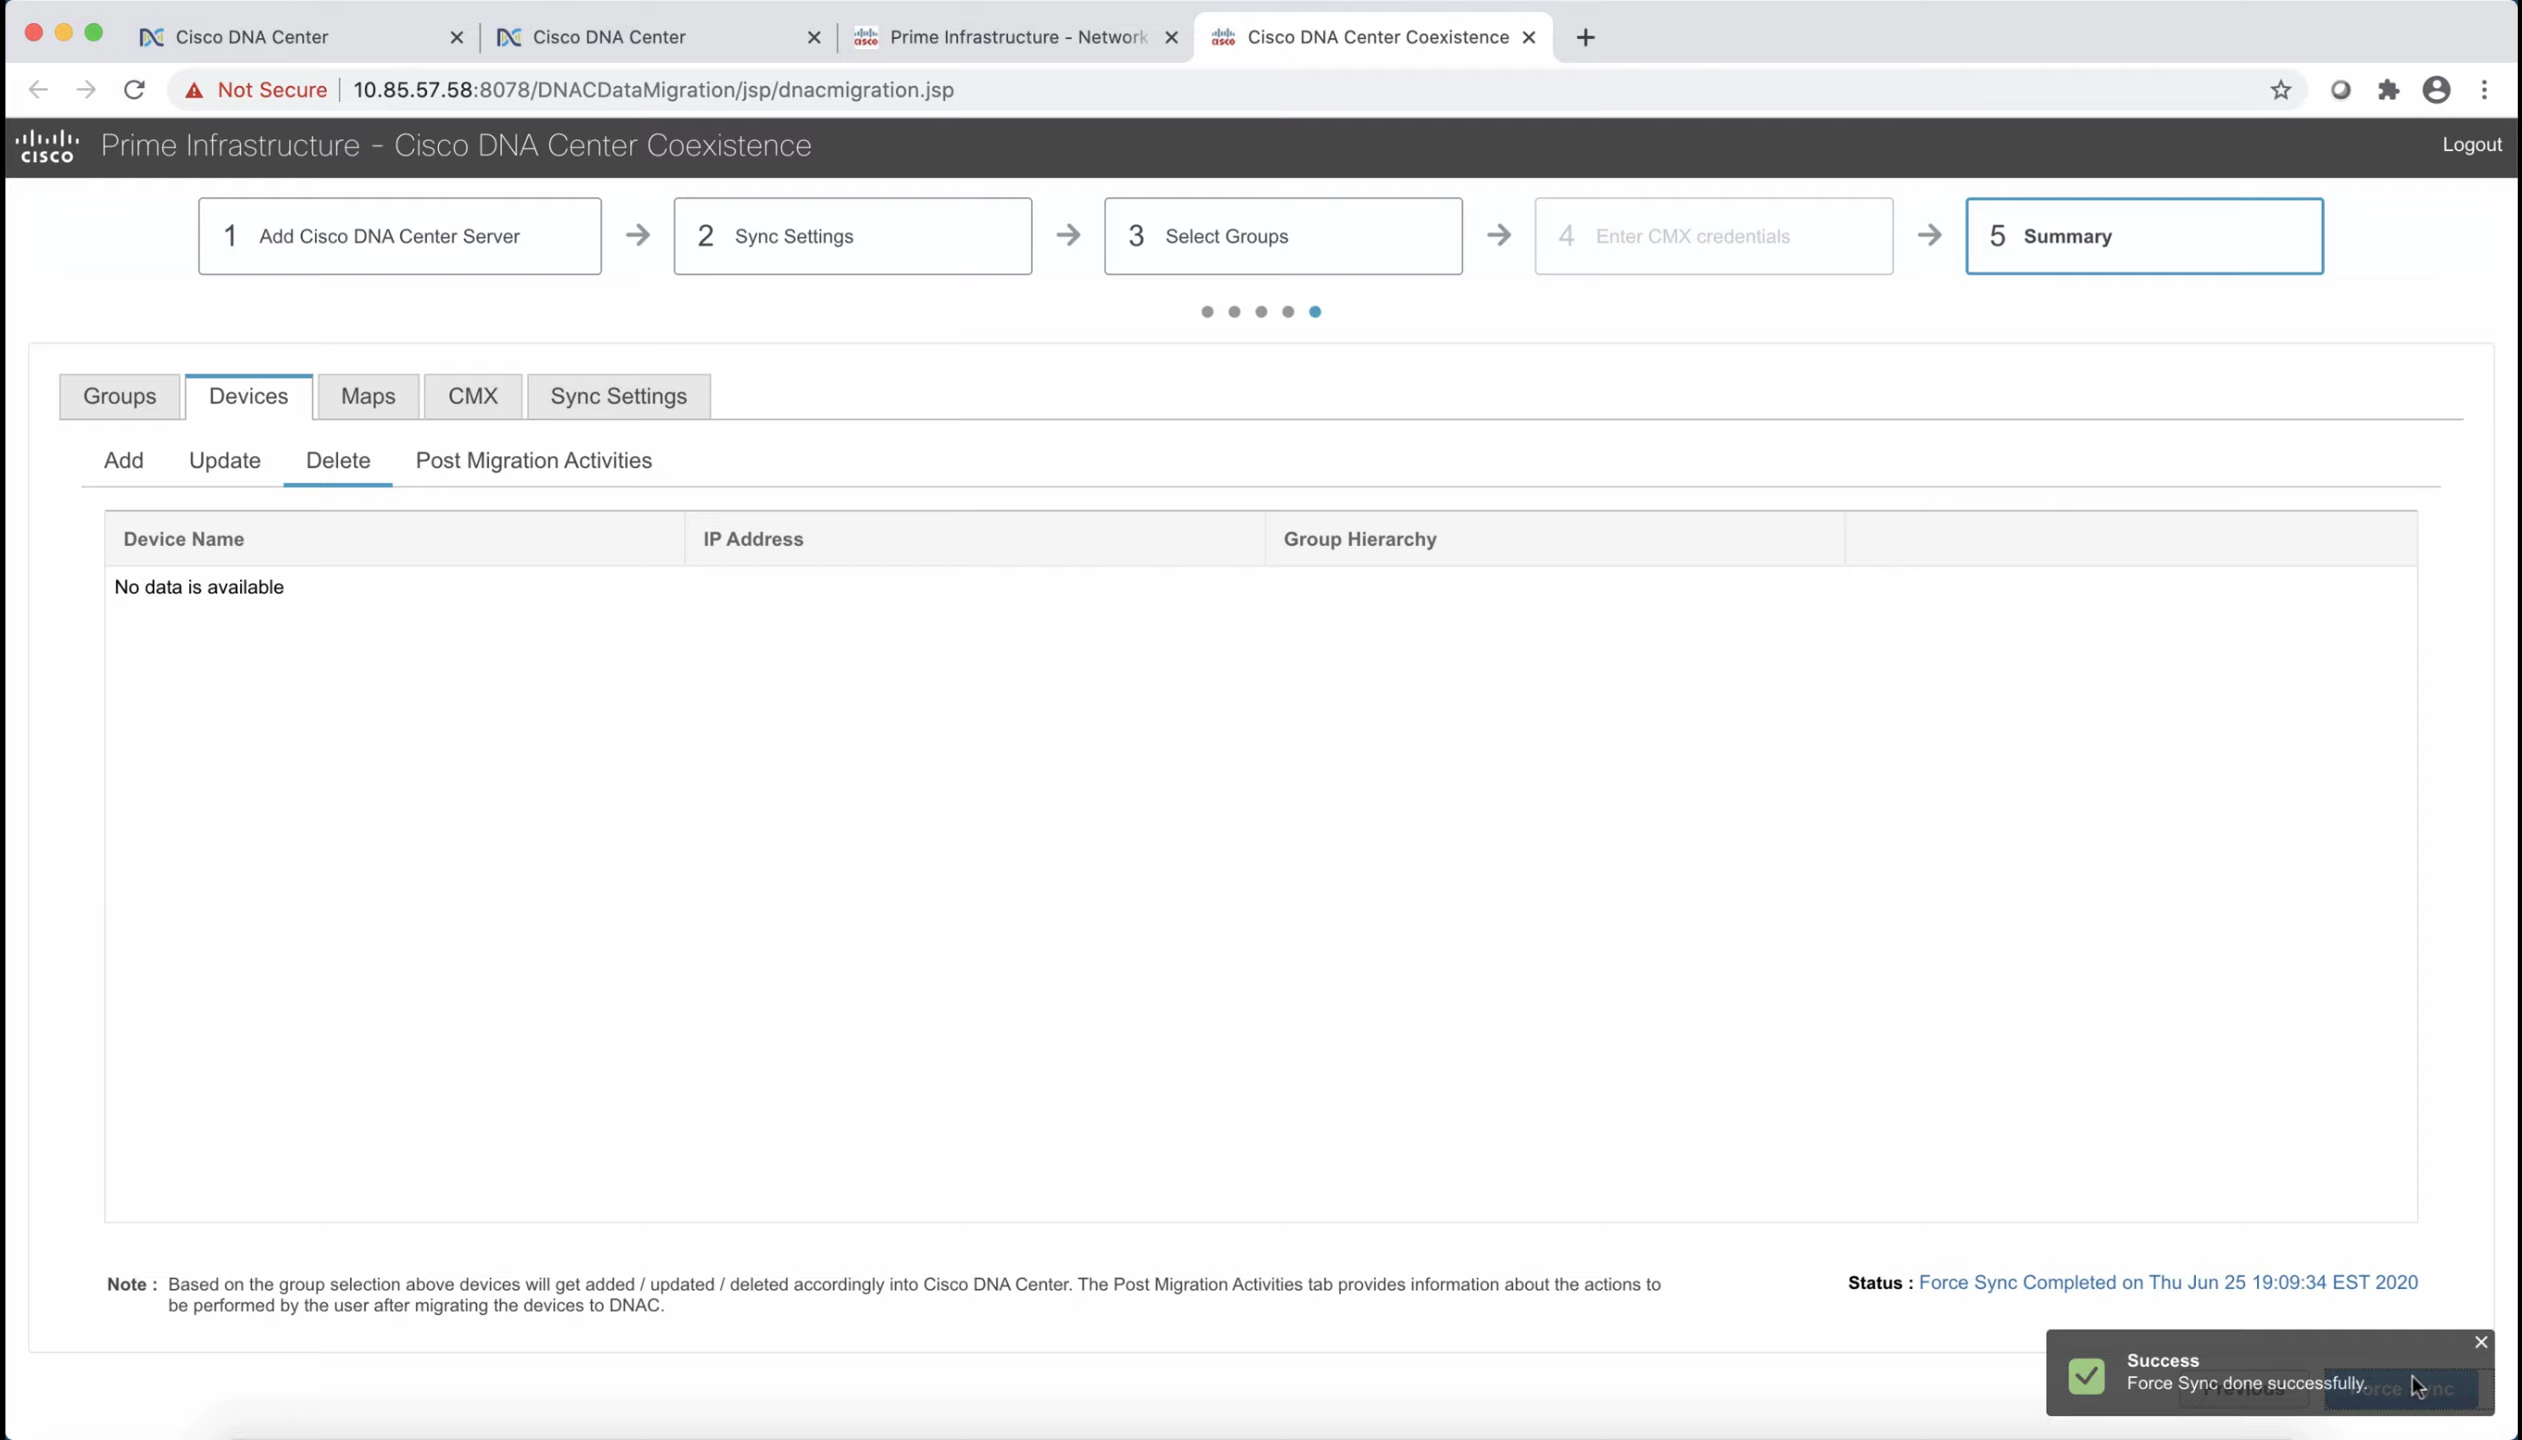 Cisco DNA Center
Cisco DNA Center
Prime Infrastructure - Network
Cisco DNA Center Coexistence
Not Secure | 10.85.57.58:8078/DNACDataMigration/jsp/dnacmigration.jsp
CISCO Prime Infrastructure - Cisco DNA Center Coexistence
Logout
1 Add Cisco DNA Center Server
2 Sync Settings
3 Select Groups
4 Enter CMX credentials
5 Summary
Groups
Devices
Maps
CMX
Sync Settings
Add
Update
Delete
Post Migration Activities
Device Name
IP Address
Group Hierarchy
No data is available
Note : Based on the group selection above devices will get added / updated / deleted accordingly into Cisco DNA Center. The Post Migration Activities tab provides information about the actions to
be performed by the user after migrating the devices to DNAC.
Status : Force Sync Completed on Thu Jun 25 19:09:34 EST 2020
Success
Force Sync done successfully.